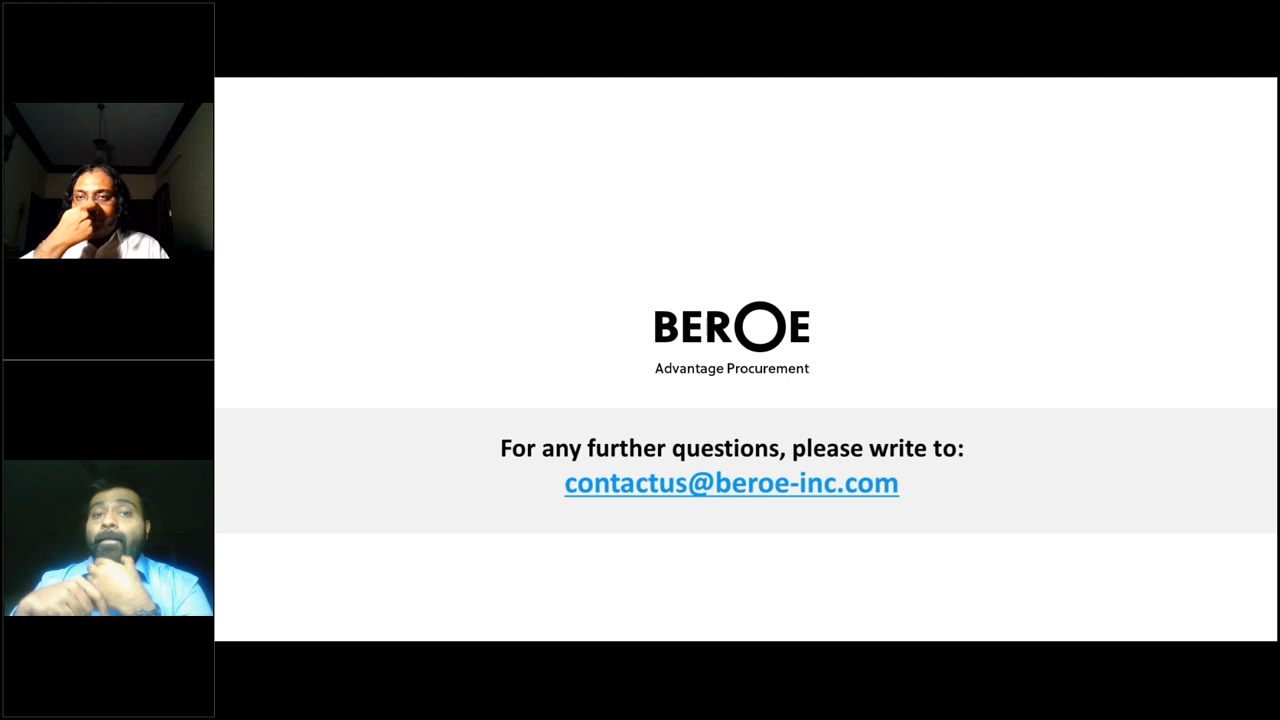 BEROE
Advantage Procurement
For any further questions, please write to:
contactus@beroe-inc.com